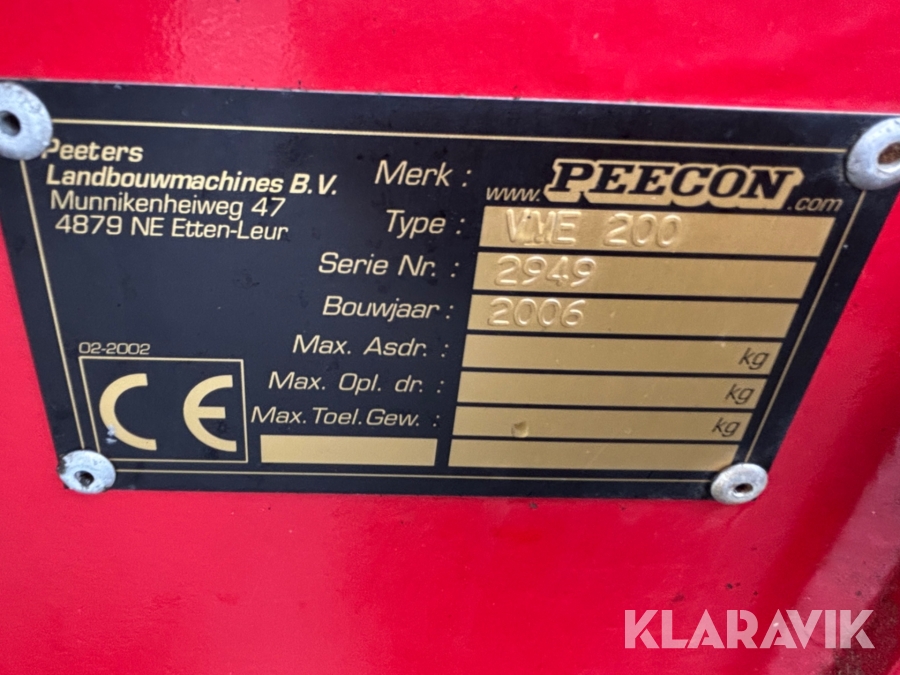 Peeters
Landbouwmachines B.V.
Munnikenheiweg 47
4879 NE Etten-Leur
Merk : www. PEECON .com
Type : VME 200
Serie Nr. : 2949
Bouwjaar : 2006
Max. Asdr. : kg
Max. Opl. dr. : kg
Max. Toel. Gew. : kg
02-2002
CE
KLARAVIK